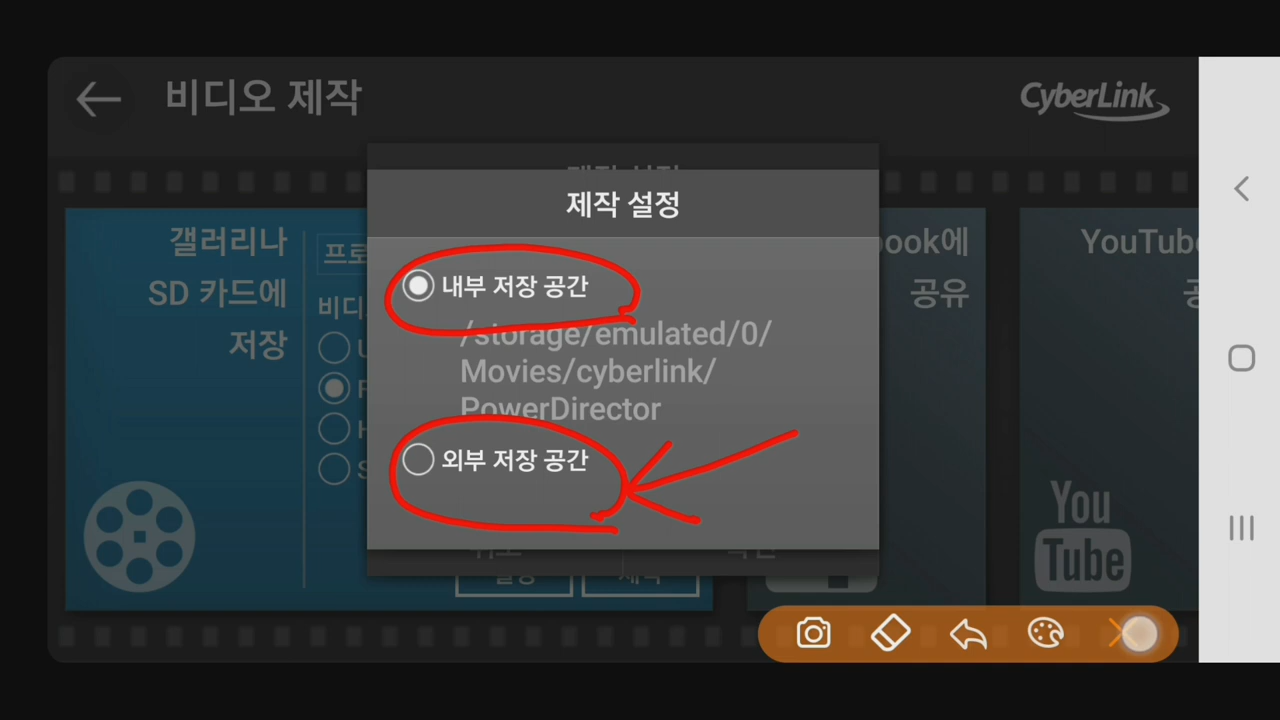 비디오 제작
CyberLink
제작 설정
갤러리나
SD 카드에
저장
내부 저장 공간
/storage/emulated/0/
Movies/cyberlink/
PowerDirector
외부 저장 공간
book에
공유
YouTube
You
Tube